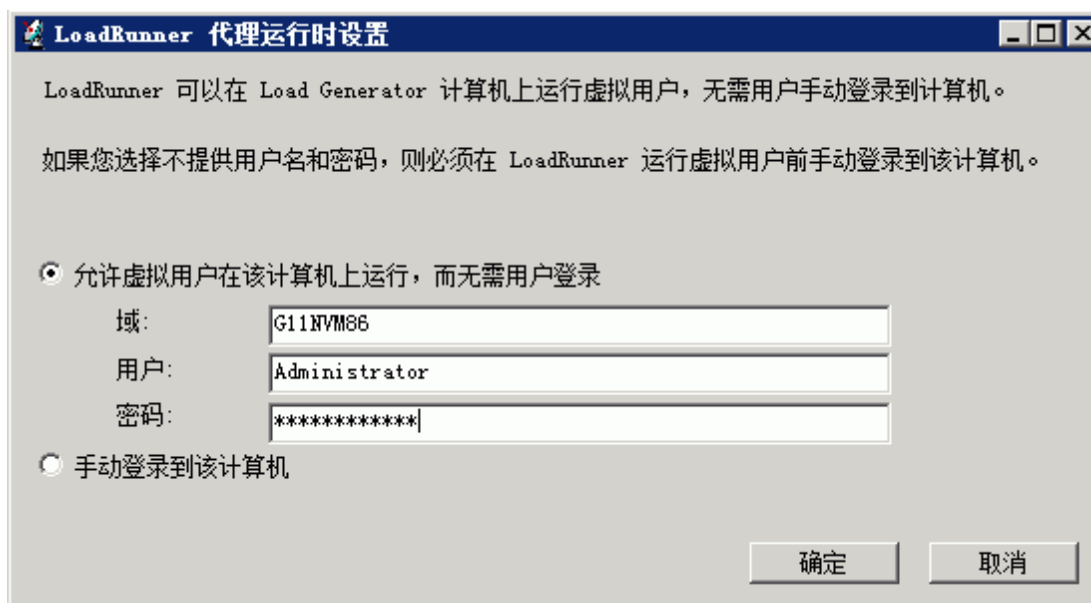 LoadRunner 代理运行时设置
LoadRunner 可以在 Load Generator 计算机上运行虚拟用户，无需用户手动登录到计算机。
如果您选择不提供用户名和密码，则必须在 LoadRunner 运行虚拟用户前手动登录到该计算机。
允许虚拟用户在该计算机上运行，而无需用户登录
域: G11NVM86
用户: Administrator
密码: ************
手动登录到该计算机
确定 取消